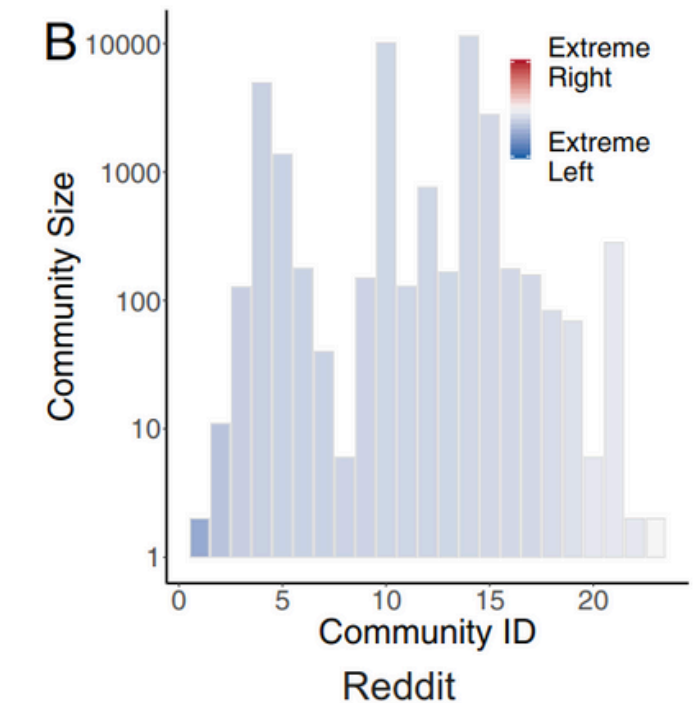 B
10000
1000
100
10
1
Community Size
Extreme
Right
Extreme
Left
0 5 10 15 20
Community ID
Reddit